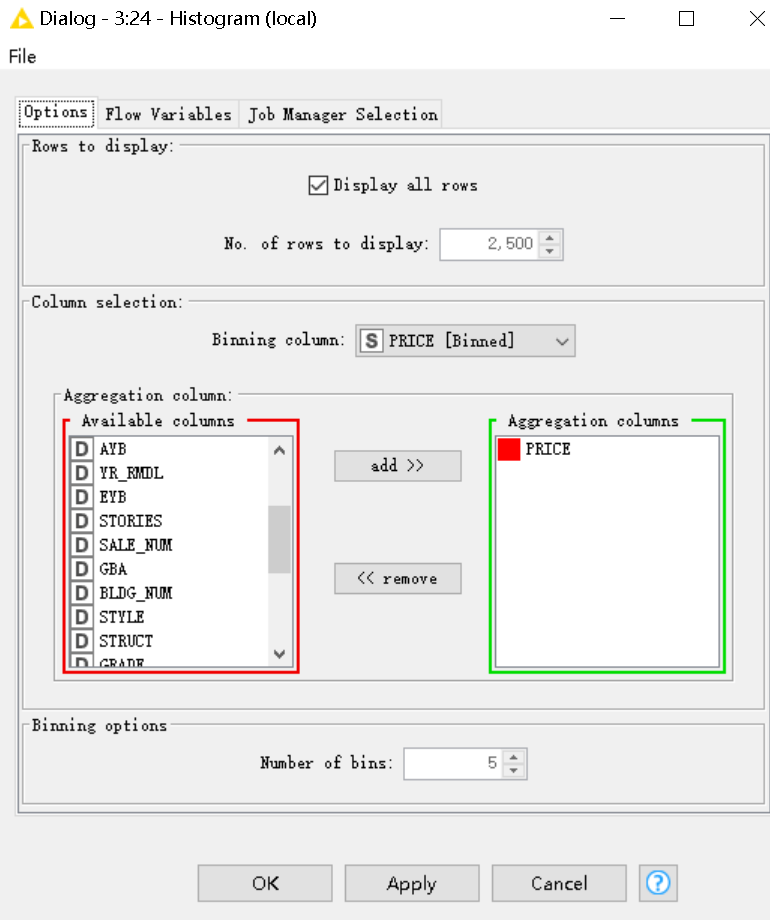 Dialog - 3:24 - Histogram (local)
File
Options Flow Variables Job Manager Selection
Rows to display:
Display all rows
No. of rows to display: 2,500
Column selection:
Binning column: S PRICE [Binned]
Aggregation column:
Available columns
D AYB
D YR_RMDL
D EYB
D STORIES
D SALE_NUM
D GBA
D BLDG_NUM
D STYLE
D STRUCT
D GRADE
add >>
<< remove
Aggregation columns
PRICE
Binning options
Number of bins: 5
OK Apply Cancel ?